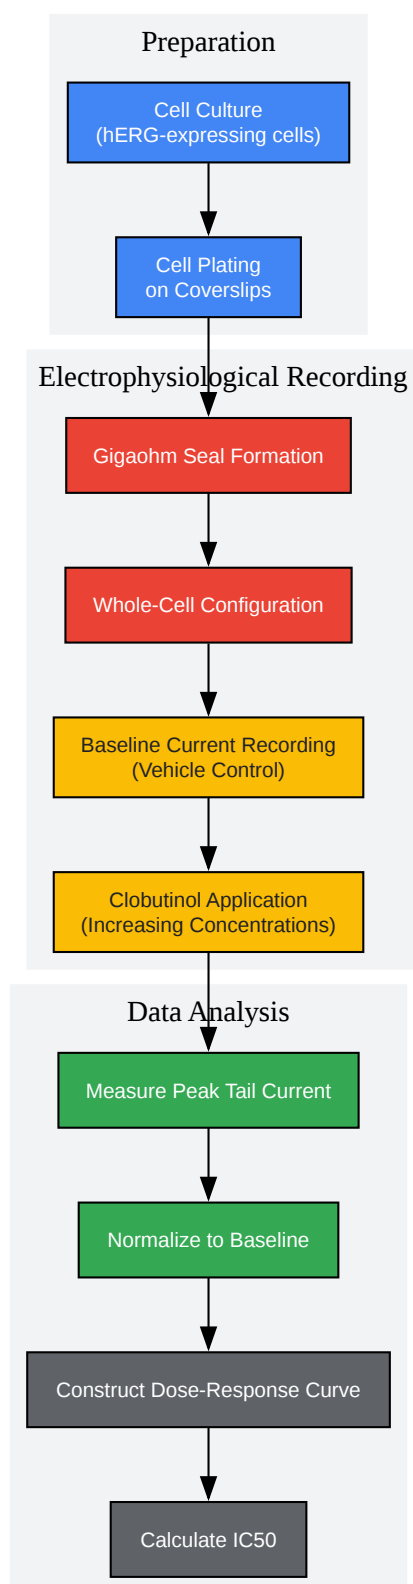 Preparation
Cell Culture
(hERG-expressing cells)
Cell Plating
on Coverslips
Electrophysiological Recording
Gigaohm Seal Formation
Whole-Cell Configuration
Baseline Current Recording
(Vehicle Control)
Clobutinol Application
(Increasing Concentrations)
Data Analysis
Measure Peak Tail Current
Normalize to Baseline
Construct Dose-Response Curve
Calculate IC50